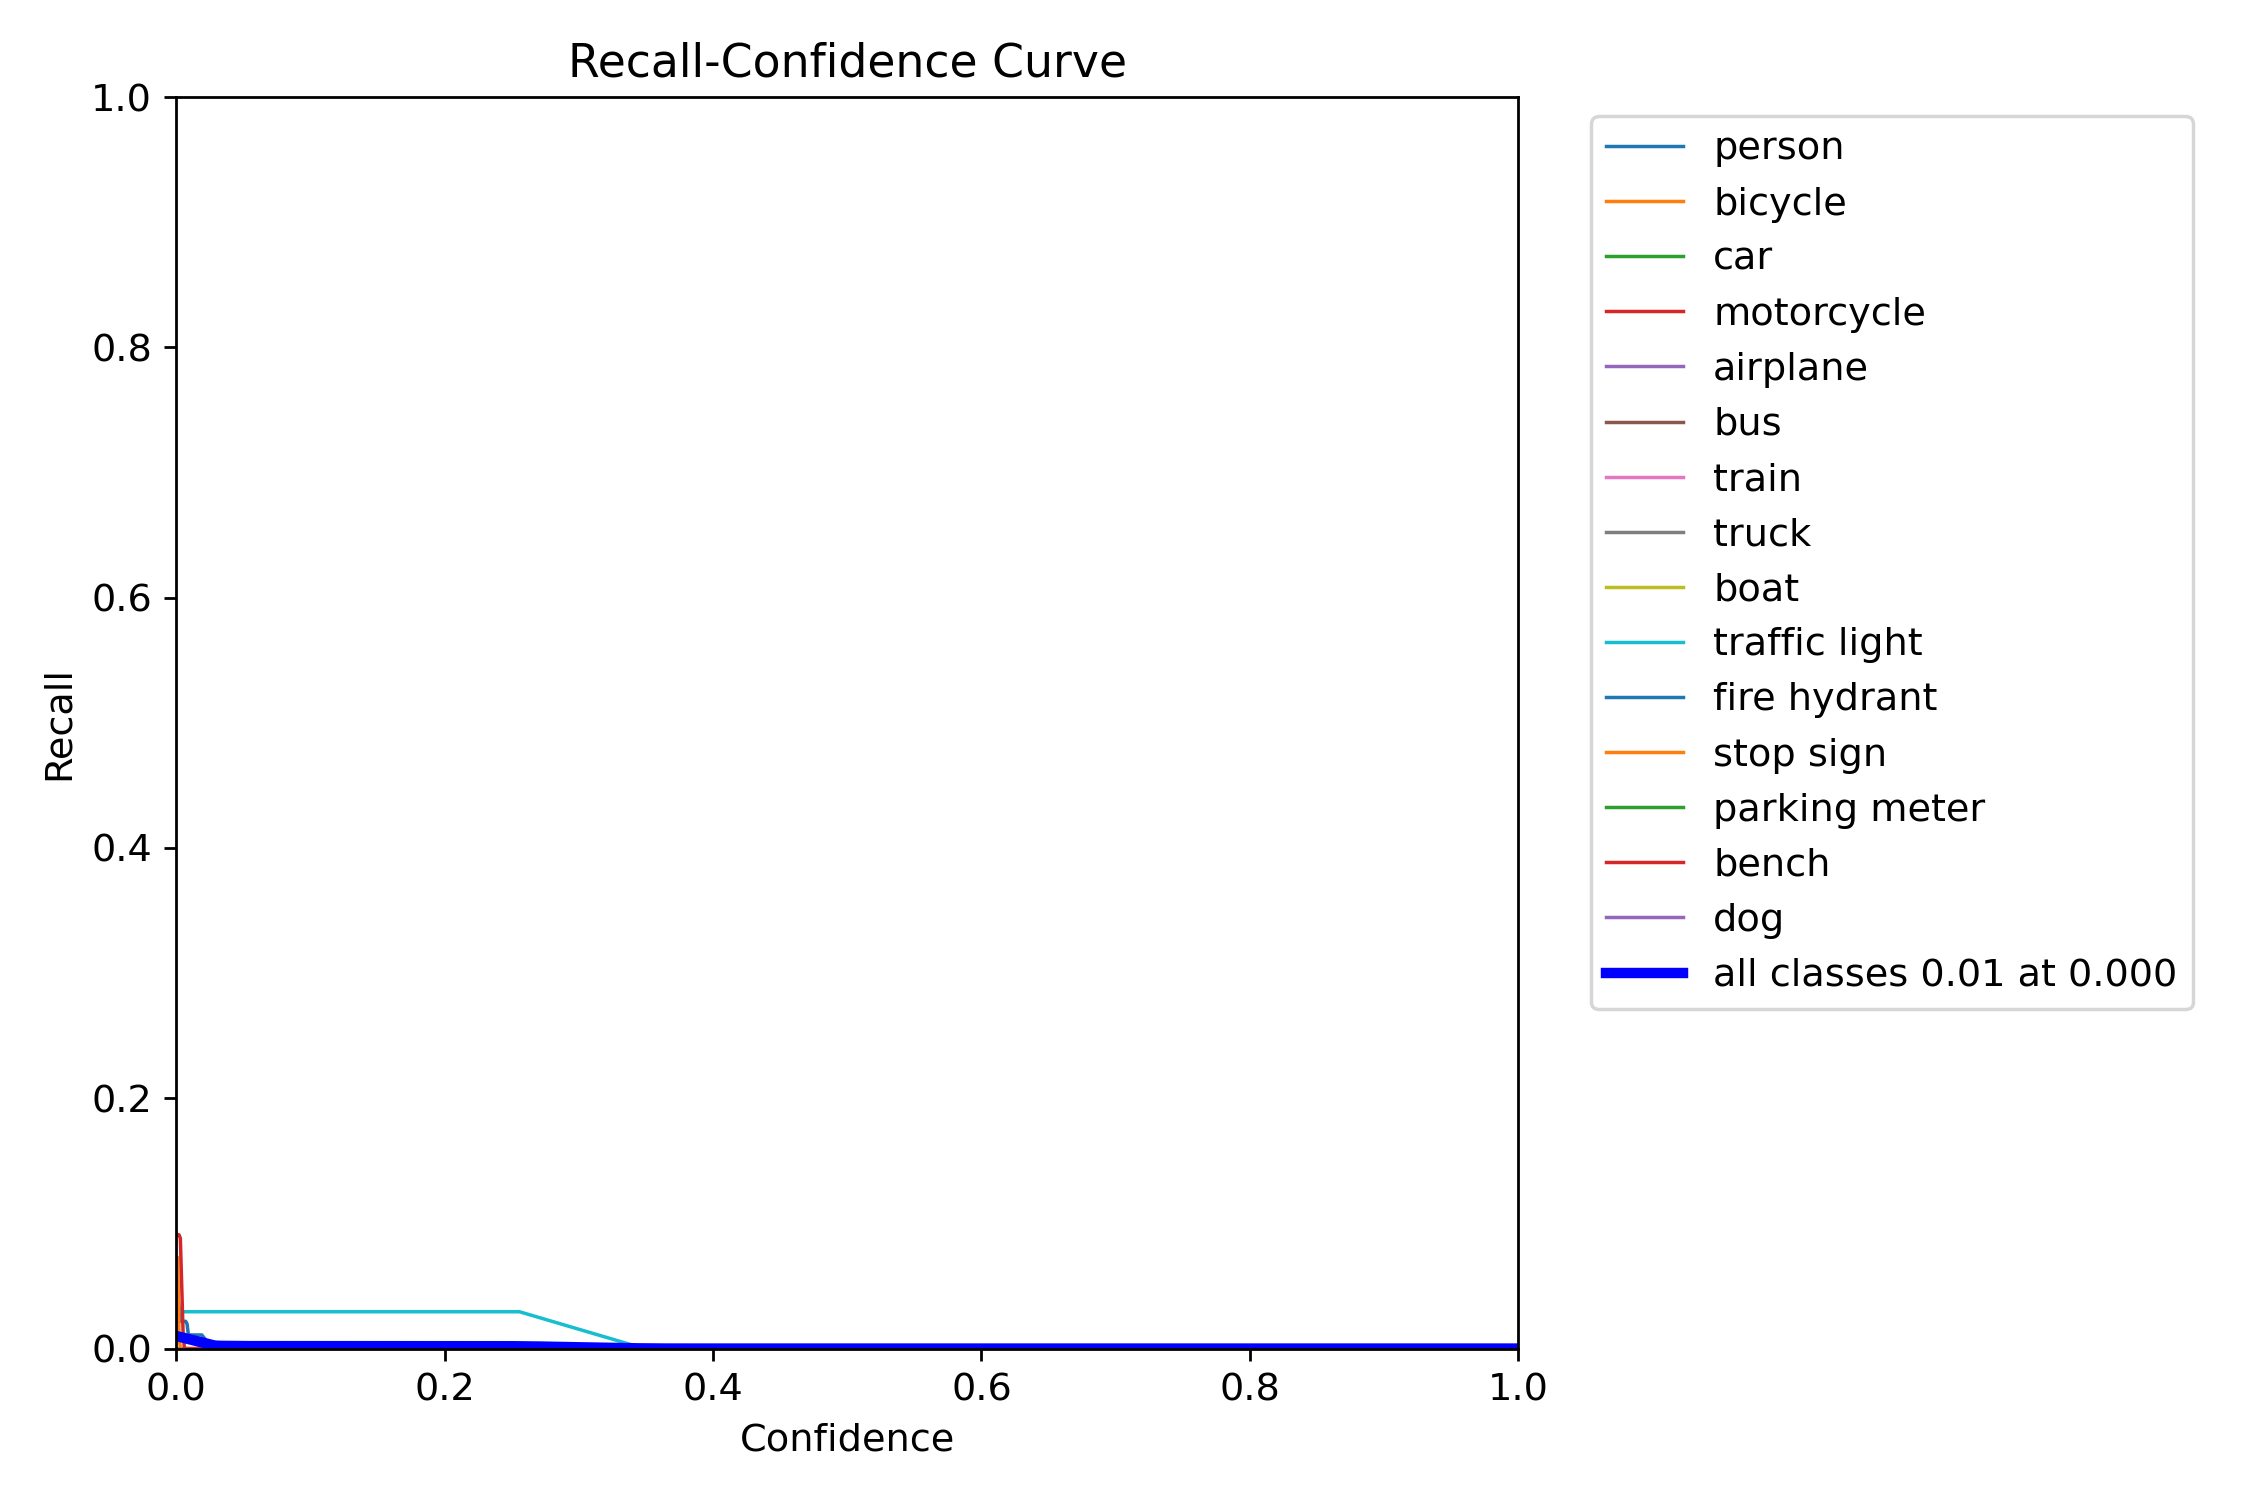 Recall-Confidence Curve
1.0
0.8
0.6
0.4
0.2
0.0
Recall
0.0
0.2
0.4
0.6
0.8
1.0
Confidence
person
bicycle
car
motorcycle
airplane
bus
train
truck
boat
traffic light
fire hydrant
stop sign
parking meter
bench
dog
all classes 0.01 at 0.000